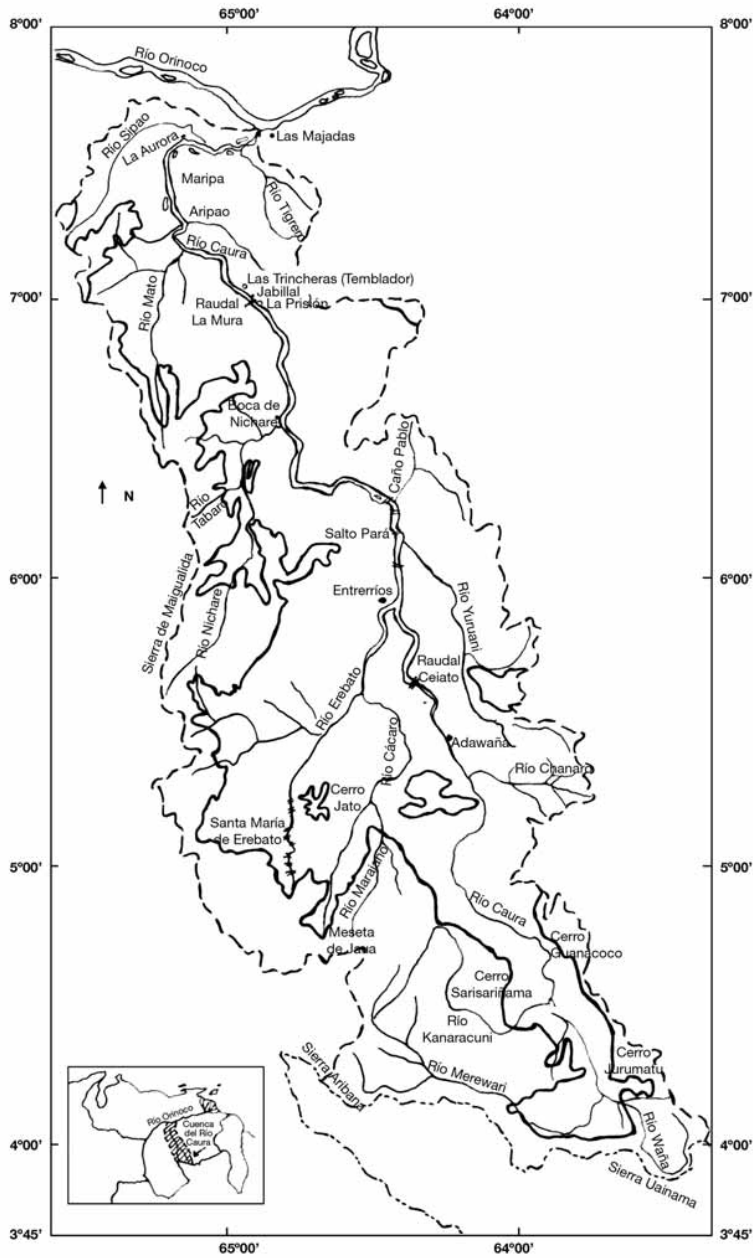 65º00'
64º00'
8º00'
8º00'
Río Orinoco
Las Majadas
Río Sipao
La Aurora
Maripa
Río Tigrera
Aripao
Río Caura
Las Trincheras (Temblador)
Jabillal
7º00'
La Prisión
7º00'
Raudal
La Mura
Río Mato
Boca de
Nichare
Caño Pablo
N
Río
Tabaro
Salto Pará
6º00'
6º00'
Entrerríos
Sierra de Maigualida
Río Nichare
Río Yuruani
Raudal
Ceiato
Río Erebato
Río Cácaro
Adawaña
Río Chanaro
Cerro
Jato
Santa María
de Erebato
5º00'
5º00'
Río Marajano
Río Caura
Meseta
de Jaua
Cerro
Guanacoco
Cerro
Sarisariñama
Río
Kanaracuni
Cerro
Jurumatu
Río Merewari
Sierra Aribana
Río Waña
Sierra Uainama
Río Orinoco
Cuenca
del Río
Caura
4º00'
4º00'
3º45'
3º45'
65º00'
64º00'